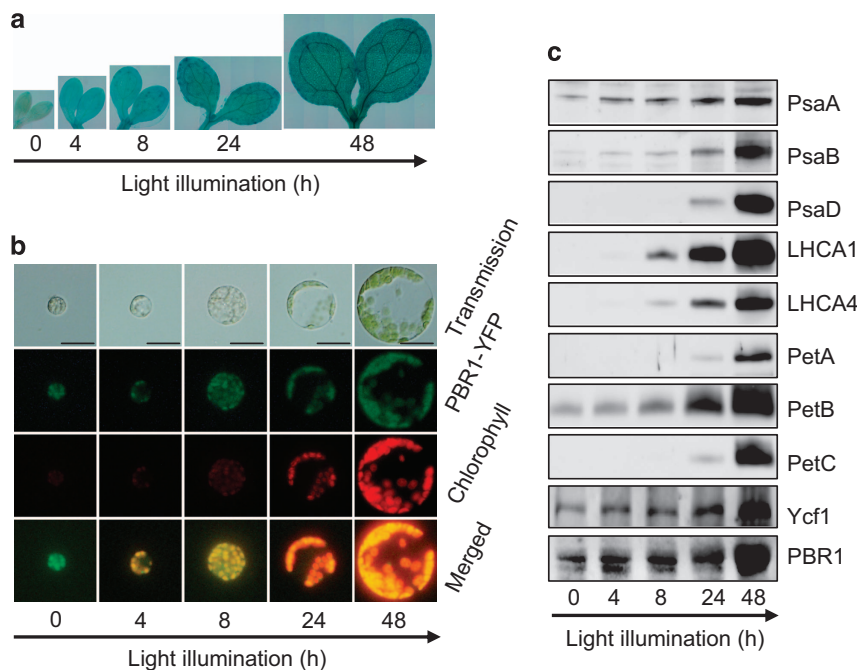 a
0 4 8 24 48
Light illumination (h)
b
Transmission
PBR1-YFP
Chlorophyll
Merged
0 4 8 24 48
Light illumination (h)
c
PsaA
PsaB
PsaD
LHCA1
LHCA4
PetA
PetB
PetC
Ycf1
PBR1
0 4 8 24 48
Light illumination (h)